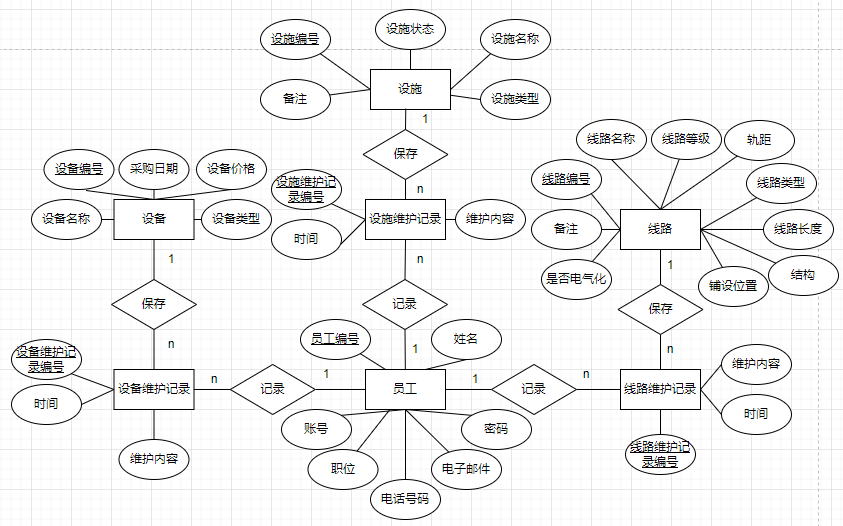 设施状态
设施编号
设施名称
设施
备注
设施类型
1
保存
n
线路名称
线路等级
轨距
设备编号
采购日期
设备价格
设施维护记
录编号
线路编号
线路类型
设备名称
设备
设备类型
时间
设施维护记录
维护内容
备注
线路
线路长度
1
n
1
是否电气化
铺设位置
结构
保存
记录
保存
n
员工编号
姓名
1
n
设备维护记
录编号
时间
设备维护记录
n
记录
1
员工
1
记录
n
线路维护记录
维护内容
时间
账号
密码
维护内容
职位
电子邮件
线路维护记
录编号
电话号码